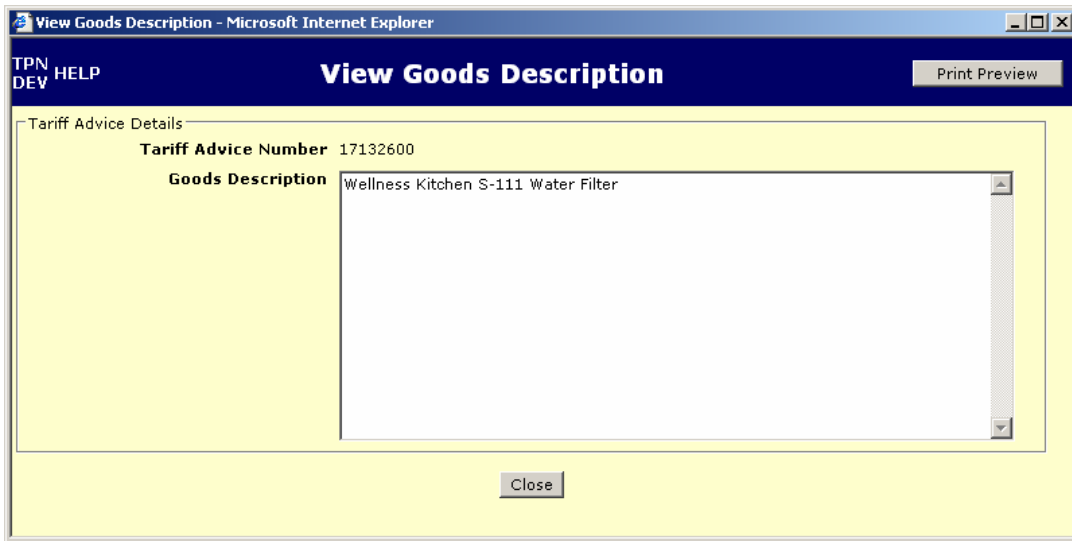 View Goods Description - Microsoft Internet Explorer
TPN DEV HELP View Goods Description Print Preview
Tariff Advice Details
Tariff Advice Number 17132600
Goods Description Wellness Kitchen S-111 Water Filter
Close